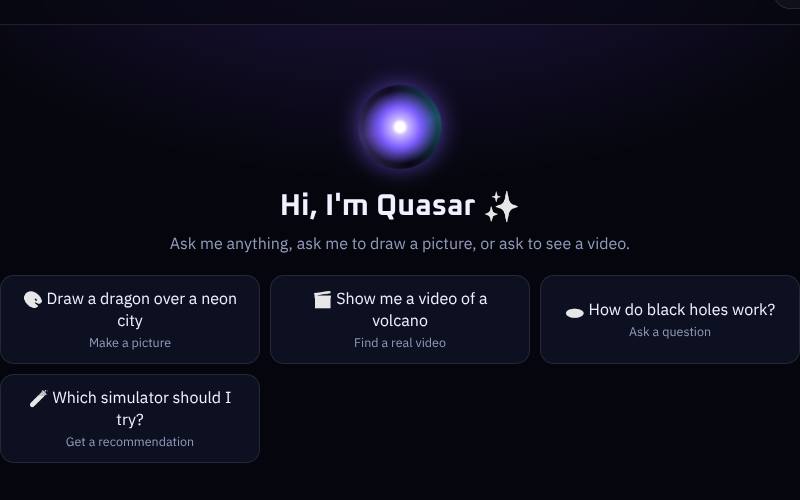 Hi, I'm Quasar ✨
Ask me anything, ask me to draw a picture, or ask to see a video.
🎨 Draw a dragon over a neon
city
Make a picture
🎬 Show me a video of a
volcano
Find a real video
🕳️ How do black holes work?
Ask a question
🧪 Which simulator should I
try?
Get a recommendation